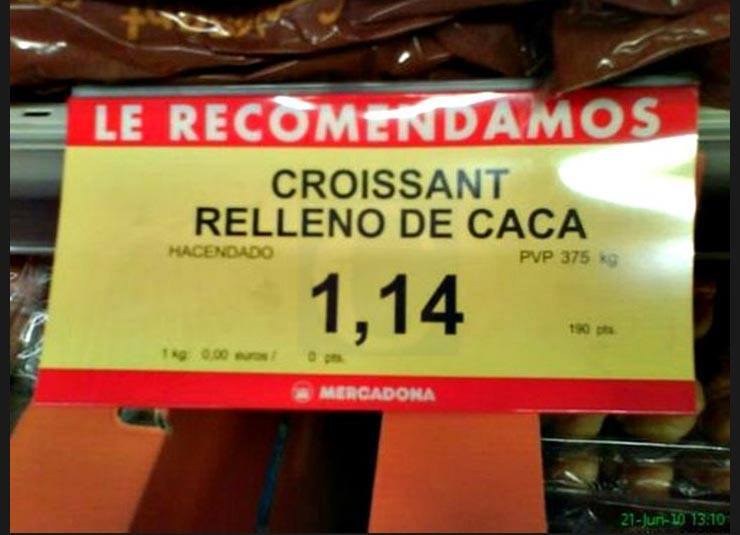 LE RECOMENDAMOS
CROISSANT
RELLENO DE CACA
HACENDADO
PVP 375 kg
1,14
190 pts.
1 kg: 0,00 euros / 0 pts.
MERCADONA
21-Jun-10 13:10